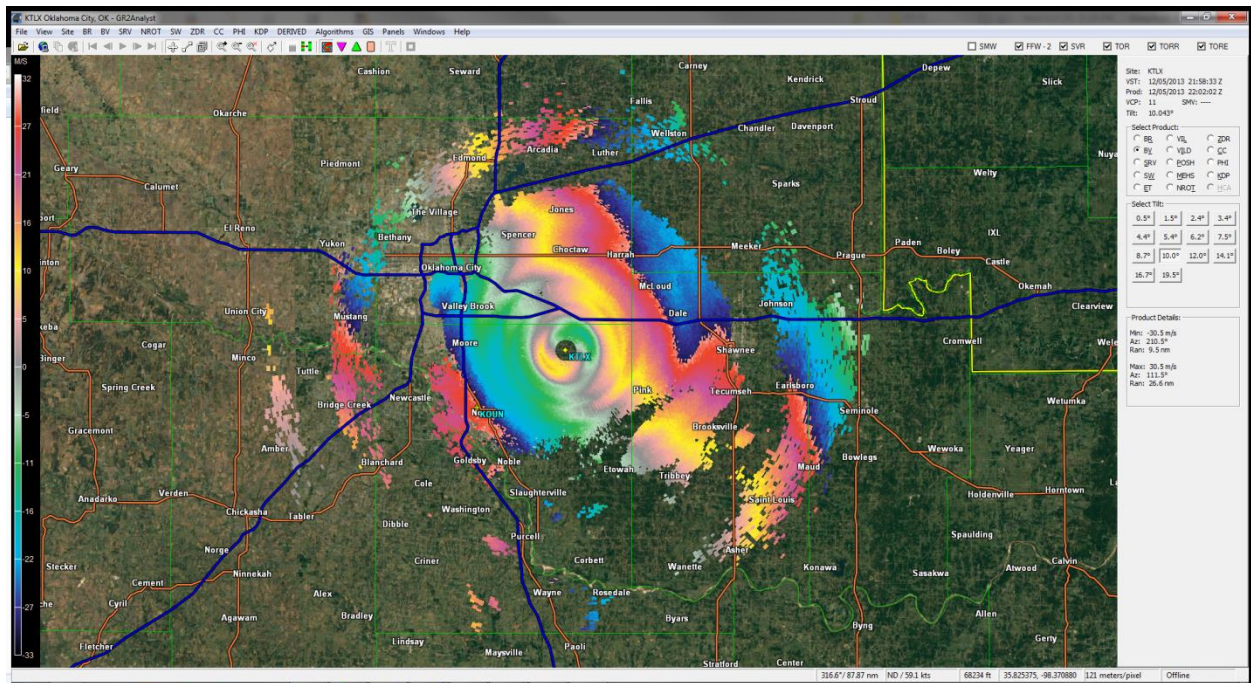 KTLX Oklahoma City, OK - GR2Analyst
File View Site BR BV SRV NROT SW ZDR CC PHI KDP DERIVED Algorithms GIS Panels Windows Help
SMW FFW - 2 SVR TOR TORR TORE
M/S
32
-27
-21
-16
-10
-5
-0
-5
-11
-16
-22
-27
-33
Cashion Seward Carney Kendrick Depew Slick
Okarche Fallis Stroud
Wellston Chandler Davenport
Arcadia Luther
Geary Piedmont Edmond
Calumet Sparks Welty
The Village Jones
El Reno Yukon Bethany Spencer IXL
Choctaw Harrah Meeker Prague Paden Boley Castle
Oklahoma City
McLoud Okemah
Union City Valley Brook Johnson Clearview
Mustang Dale
Cogar Minco Moore KTLX Shawnee Cromwell
Tuttle
Spring Creek Pink Tecumseh Earlsboro
Bridge Creek Newcastle KOUN Seminole Wetumka
Gracemont Brooksville
Amber Blanchard Goldsby Noble Etowah Tribbey Maud Bowlegs Wewoka Yeager
Cole
Anadarko Verden Slaughterville Saint Louis Holdenville Horntown
Chickasha Tabler Washington
Dibble Purcell Spaulding
Norge Asher
Stecker Ninnekah Criner Corbett Wanette Konawa Sasakwa Atwood Calvin
Cement
Cyril Alex Wayne Rosedale
Agawam Bradley Byars Byng Allen
Fletcher Lindsay Maysville Paoli Gerty
Stratford Center
Site: KTLX
VST: 12/05/2013 21:58:33 Z
Prod: 12/05/2013 22:02:02 Z
VCP: 11 SMV: ----
Tilt: 10.043°
Select Product:
BR VIL ZDR
BV VILD CC
SRV POSH PHI
SW MEHS KDP
ET NROT HCA
Select Tilt:
0.5° 1.5° 2.4° 3.4°
4.4° 5.4° 6.2° 7.5°
8.7° 10.0° 12.0° 14.1°
16.7° 19.5°
Product Details:
Min: -30.5 m/s
Az: 210.5°
Ran: 9.5 nm
Max: 30.5 m/s
Az: 111.5°
Ran: 26.6 nm
316.6°/ 87.87 nm ND / 59.1 kts 68234 ft 35.825375, -98.370880 121 meters/pixel Offline